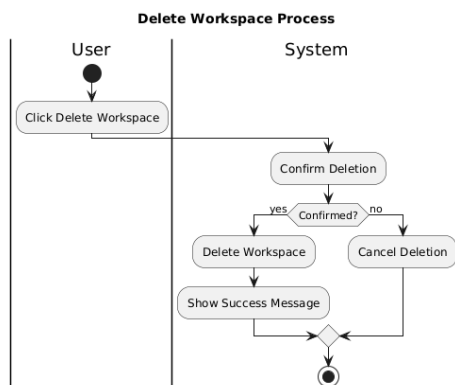 Delete Workspace Process
User
System
Click Delete Workspace
Confirm Deletion
yes
Confirmed?
no
Delete Workspace
Cancel Deletion
Show Success Message